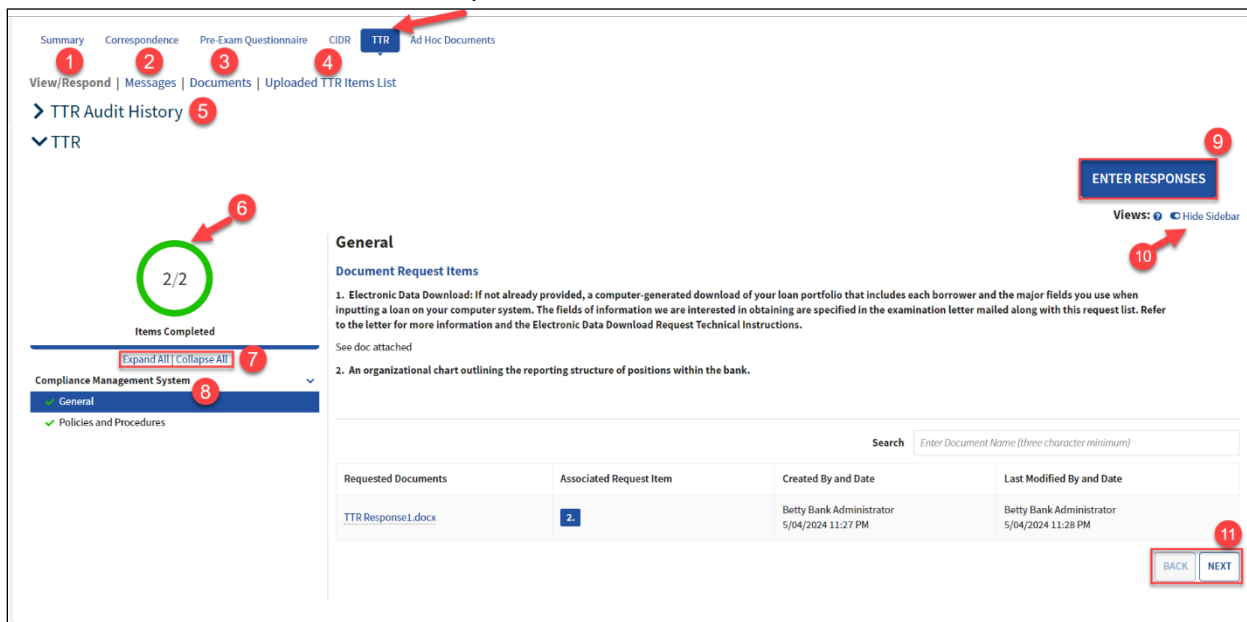 Summary Correspondence Pre-Exam Questionnaire CIDR TTR Ad Hoc Documents
1 2 3 4
View/Respond | Messages | Documents | Uploaded TTR Items List
TTR Audit History 5
TTR
9
ENTER RESPONSES
Views: ? Hide Sidebar
10
6
2/2
Items Completed
Expand All | Collapse All 7
Compliance Management System
8
General
Policies and Procedures
General
Document Request Items
1. Electronic Data Download: If not already provided, a computer-generated download of your loan portfolio that includes each borrower and the major fields you use when
inputting a loan on your computer system. The fields of information we are interested in obtaining are specified in the examination letter mailed along with this request list. Refer
to the letter for more information and the Electronic Data Download Request Technical Instructions.
See doc attached
2. An organizational chart outlining the reporting structure of positions within the bank.
Search Enter Document Name (three character minimum)
Requested Documents Associated Request Item Created By and Date Last Modified By and Date
TTR Response1.docx 2. Betty Bank Administrator Betty Bank Administrator
5/04/2024 11:27 PM 5/04/2024 11:28 PM
11
BACK NEXT